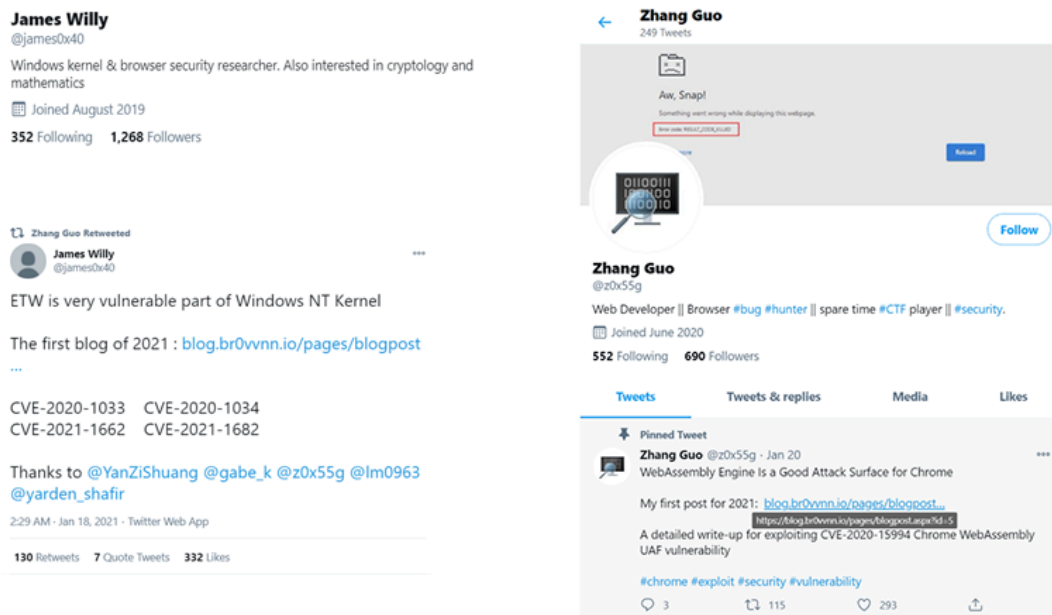 James Willy
@james0x40
Windows kernel & browser security researcher. Also interested in cryptology and
mathematics
Joined August 2019
352 Following 1,268 Followers
Zhang Guo Retweeted
James Willy
@james0x40
ETW is very vulnerable part of Windows NT Kernel
The first blog of 2021 : blog.br0vvnn.io/pages/blogpost
...
CVE-2020-1033 CVE-2020-1034
CVE-2021-1662 CVE-2021-1682
Thanks to @YanZiShuang @gabe_k @z0x55g @lm0963
@yarden_shafir
2:29 AM · Jan 18, 2021 · Twitter Web App
130 Retweets 7 Quote Tweets 332 Likes
Zhang Guo
249 Tweets
Aw, Snap!
Something went wrong while displaying this webpage.
Error code: RESULT_CODE_KILLED
Reload
01100111
Follow
Zhang Guo
@z0x55g
Web Developer || Browser #bug #hunter || spare time #CTF player || #security.
Joined June 2020
552 Following 690 Followers
Tweets Tweets & replies Media Likes
Pinned Tweet
Zhang Guo @z0x55g · Jan 20
WebAssembly Engine Is a Good Attack Surface for Chrome
My first post for 2021: blog.br0vvnn.io/pages/blogpost...
https://blog.br0vvnn.io/pages/blogpost.aspx?id=5
A detailed write-up for exploiting CVE-2020-15994 Chrome WebAssembly
UAF vulnerability
#chrome #exploit #security #vulnerability
3 115 293